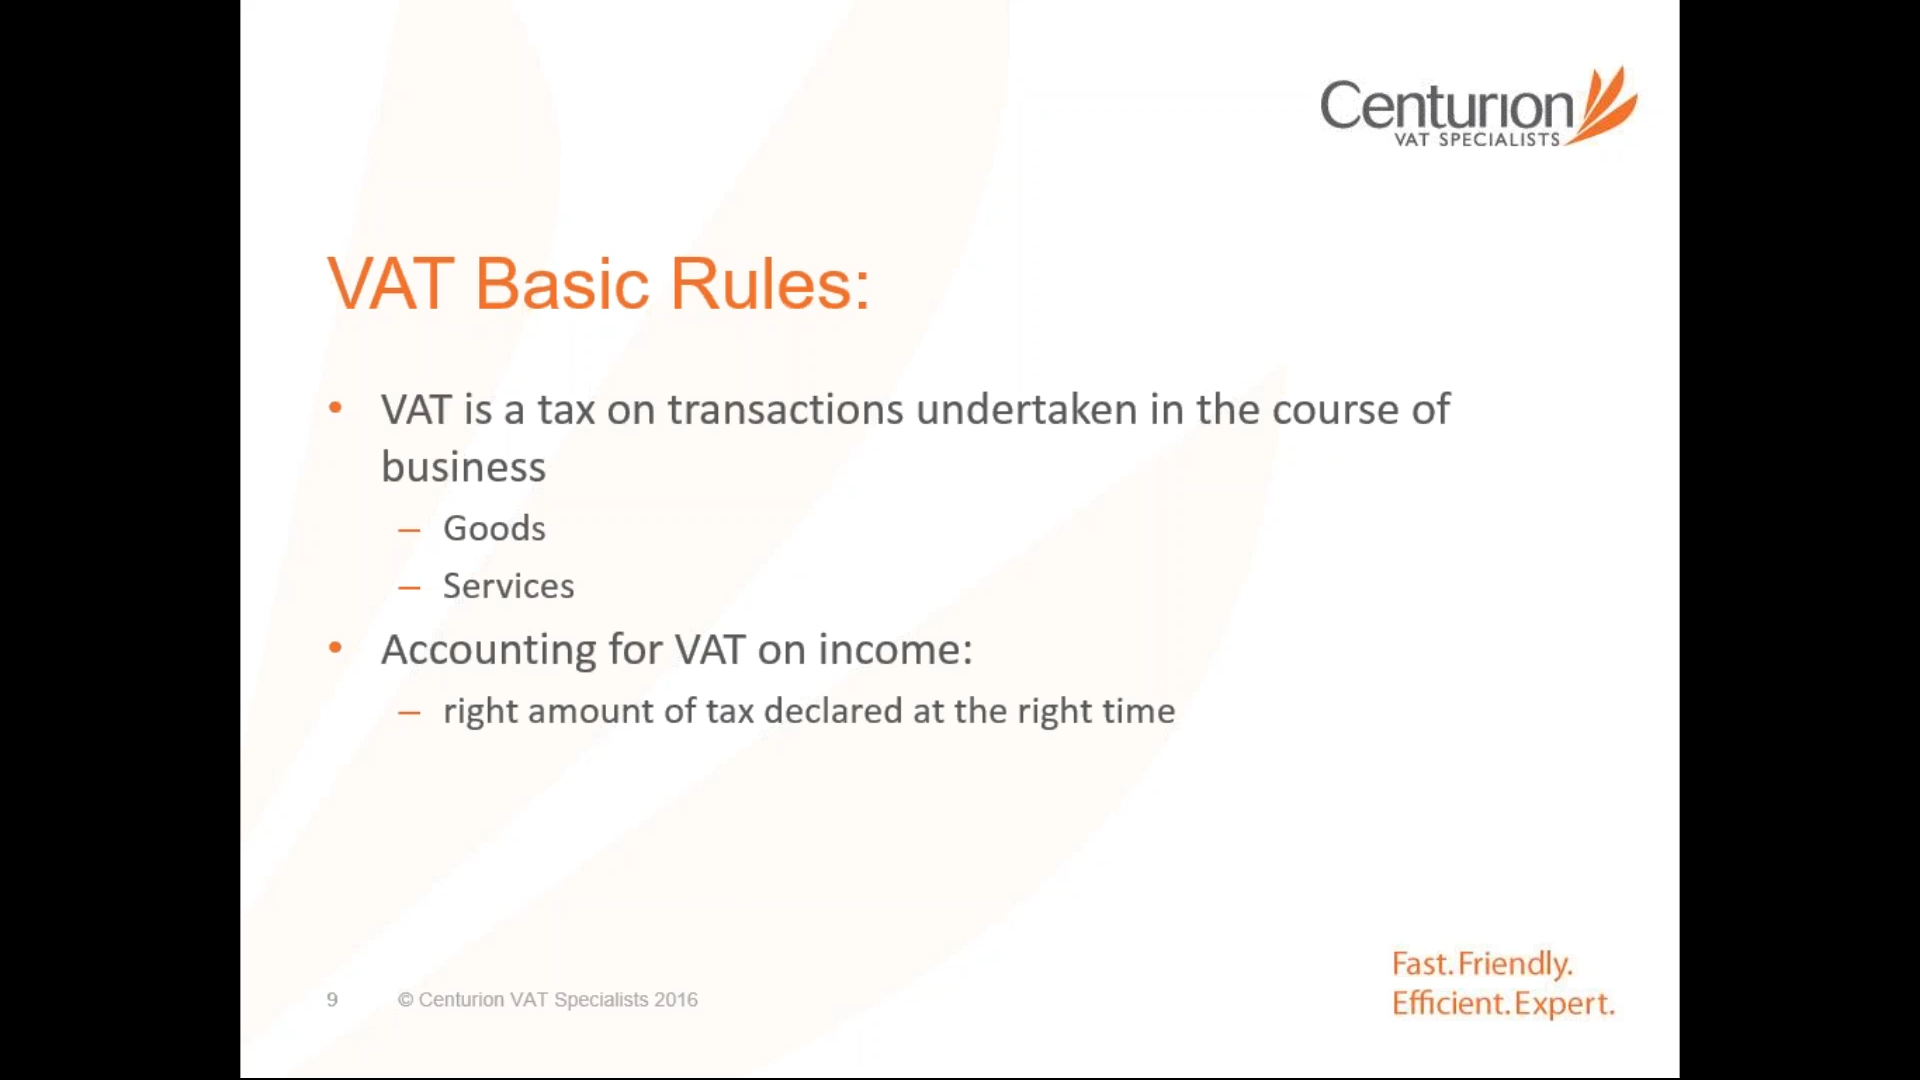 Centurion
VAT SPECIALISTS
VAT Basic Rules:
• VAT is a tax on transactions undertaken in the course of
business
– Goods
– Services
• Accounting for VAT on income:
– right amount of tax declared at the right time
Fast. Friendly.
Efficient. Expert.
9 © Centurion VAT Specialists 2016